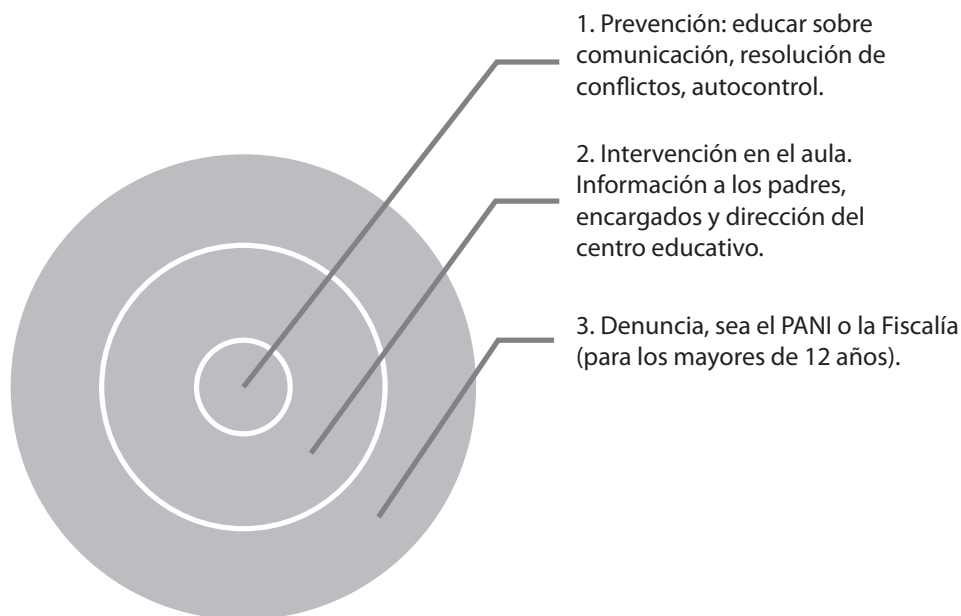 1. Prevención: educar sobre
comunicación, resolución de
conflictos, autocontrol.
2. Intervención en el aula.
Información a los padres,
encargados y dirección del
centro educativo.
3. Denuncia, sea el PANI o la Fiscalía
(para los mayores de 12 años).